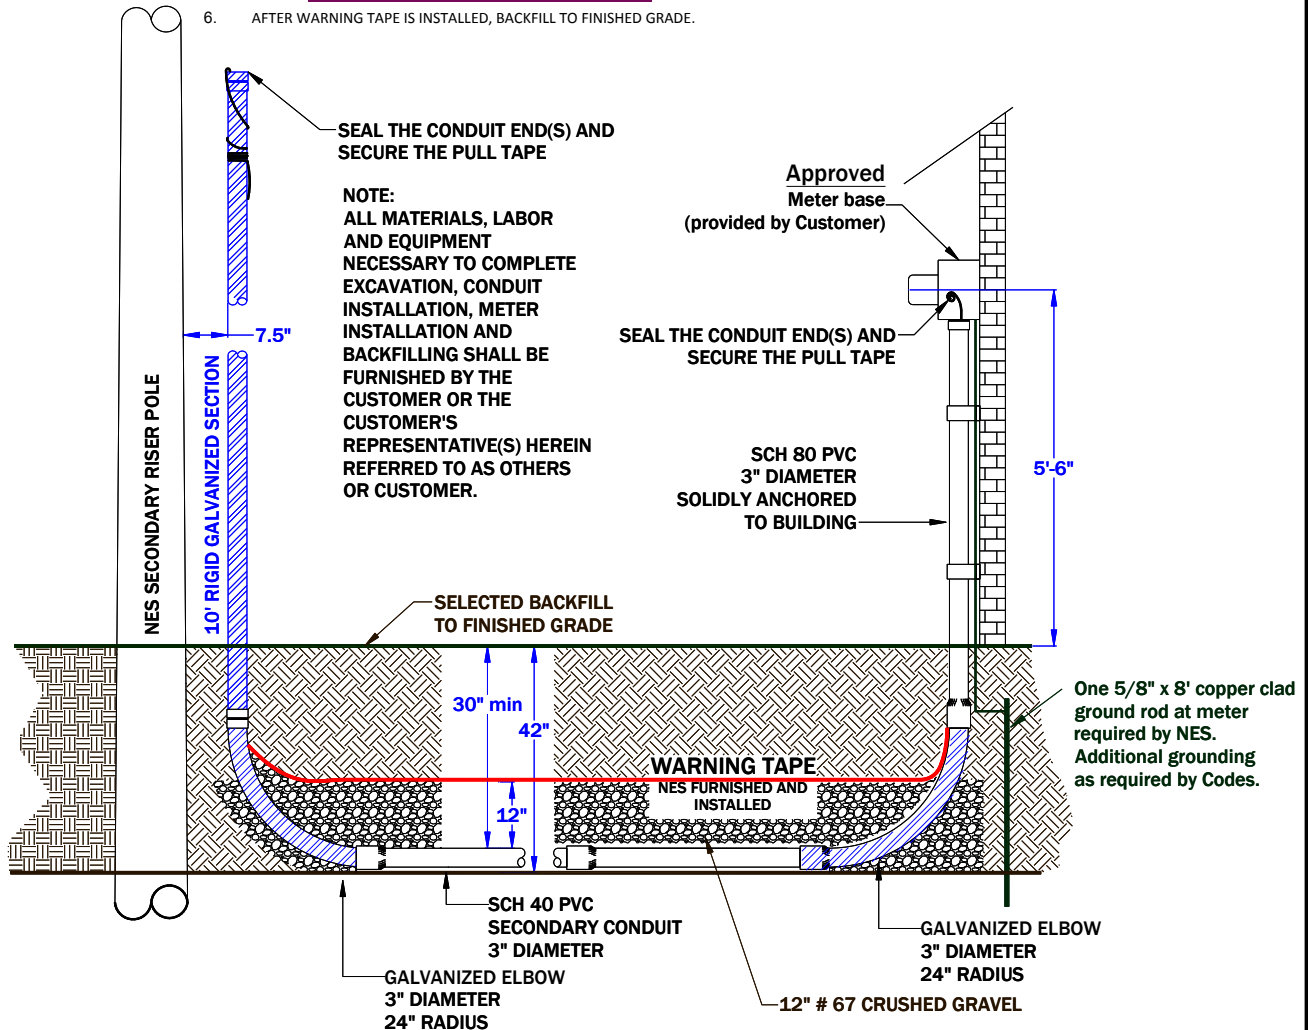 6. AFTER WARNING TAPE IS INSTALLED, BACKFILL TO FINISHED GRADE.
SEAL THE CONDUIT END(S) AND
SECURE THE PULL TAPE
NOTE:
ALL MATERIALS, LABOR
AND EQUIPMENT
NECESSARY TO COMPLETE
EXCAVATION, CONDUIT
INSTALLATION, METER
INSTALLATION AND
BACKFILLING SHALL BE
FURNISHED BY THE
CUSTOMER OR THE
CUSTOMER'S
REPRESENTATIVE(S) HEREIN
REFERRED TO AS OTHERS
OR CUSTOMER.
Approved
Meter base
(provided by Customer)
SEAL THE CONDUIT END(S) AND
SECURE THE PULL TAPE
7.5"
NES SECONDARY RISER POLE
10' RIGID GALVANIZED SECTION
SCH 80 PVC
3" DIAMETER
SOLIDLY ANCHORED
TO BUILDING
5'-6"
SELECTED BACKFILL
TO FINISHED GRADE
30" min
42"
12"
WARNING TAPE
NES FURNISHED AND
INSTALLED
One 5/8" x 8' copper clad
ground rod at meter
required by NES.
Additional grounding
as required by Codes.
SCH 40 PVC
SECONDARY CONDUIT
3" DIAMETER
GALVANIZED ELBOW
3" DIAMETER
24" RADIUS
GALVANIZED ELBOW
3" DIAMETER
24" RADIUS
12" # 67 CRUSHED GRAVEL